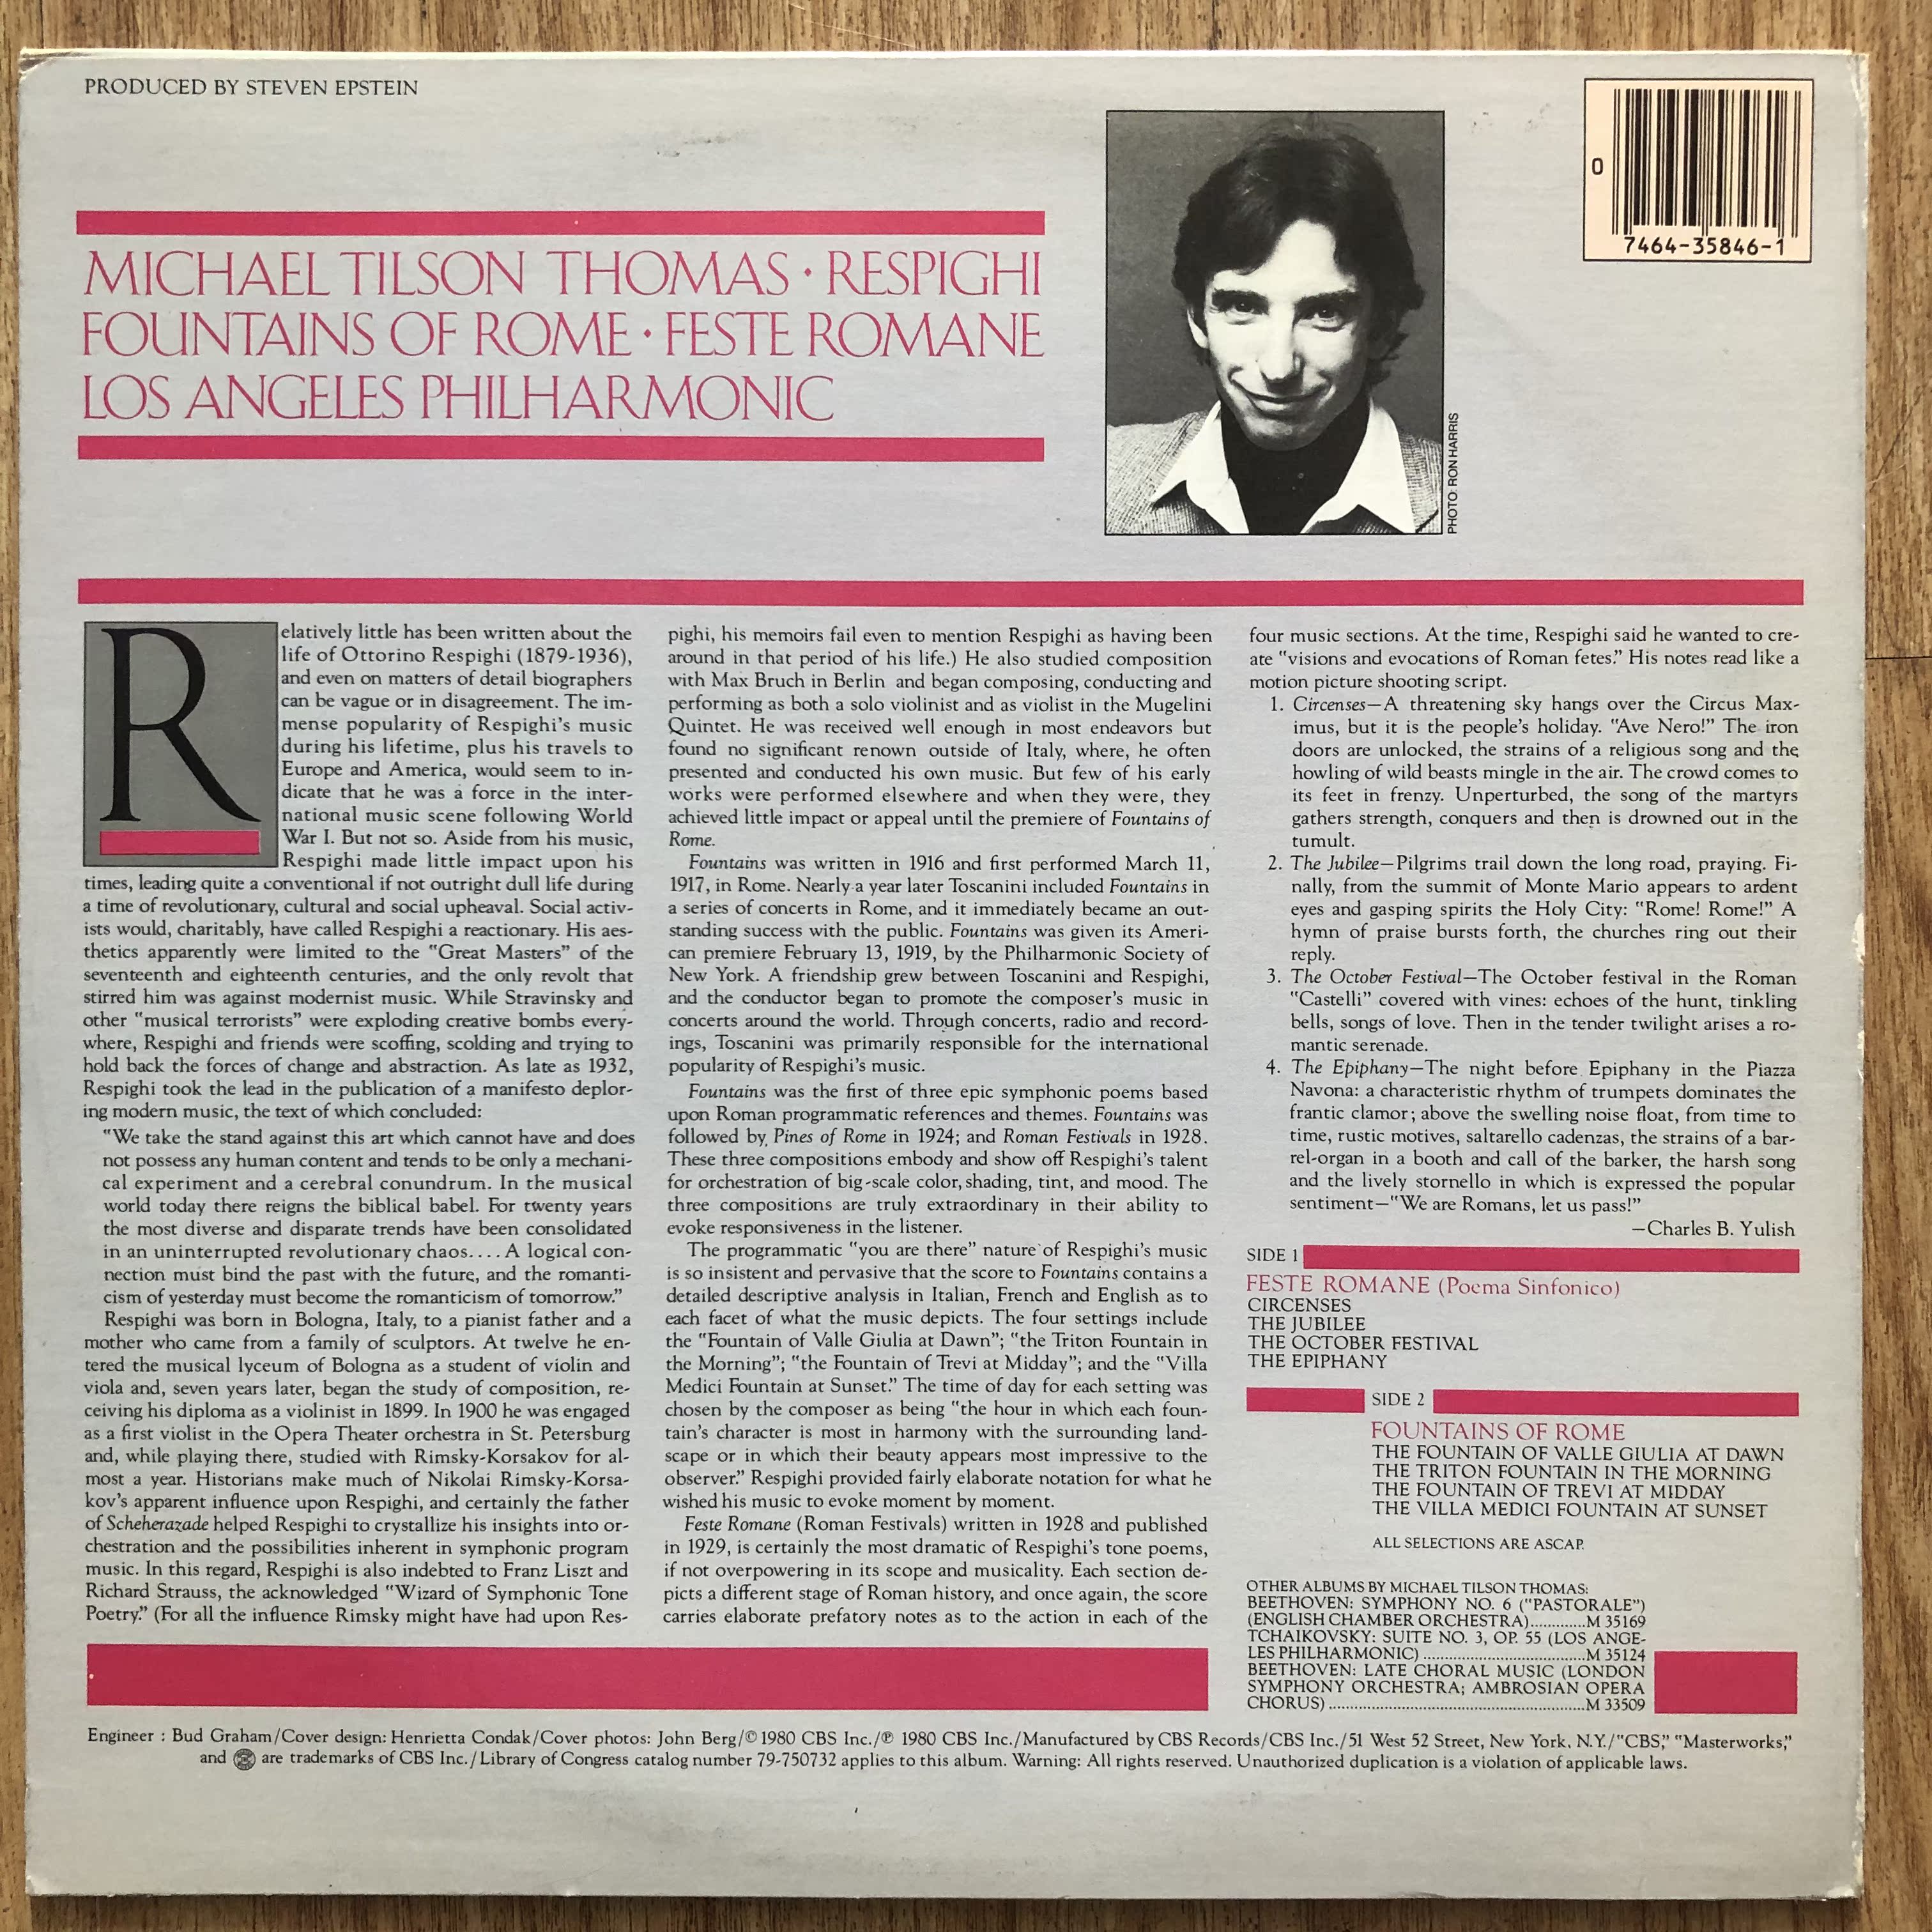 PRODUCED BY STEVEN EPSTEIN
MICHAEL TILSON THOMAS · RESPIGHI
FOUNTAINS OF ROME · FESTE ROMANE
LOS ANGELES PHILHARMONIC
PHOTO: RON HARRIS
0
7464-35846-1
Relatively little has been written about the
life of Ottorino Respighi (1879-1936),
and even on matters of detail biographers
can be vague or in disagreement. The im-
mense popularity of Respighi's music
during his lifetime, plus his travels to
Europe and America, would seem to in-
dicate that he was a force in the inter-
national music scene following World
War I. But not so. Aside from his music,
Respighi made little impact upon his
times, leading quite a conventional if not outright dull life during
a time of revolutionary, cultural and social upheaval. Social activ-
ists would, charitably, have called Respighi a reactionary. His aes-
thetics apparently were limited to the "Great Masters" of the
seventeenth and eighteenth centuries, and the only revolt that
stirred him was against modernist music. While Stravinsky and
other "musical terrorists" were exploding creative bombs every-
where, Respighi and friends were scoffing, scolding and trying to
hold back the forces of change and abstraction. As late as 1932,
Respighi took the lead in the publication of a manifesto deplor-
ing modern music, the text of which concluded:
"We take the stand against this art which cannot have and does
not possess any human content and tends to be only a mechani-
cal experiment and a cerebral conundrum. In the musical
world today there reigns the biblical babel. For twenty years
the most diverse and disparate trends have been consolidated
in an uninterrupted revolutionary chaos.... A logical con-
nection must bind the past with the future, and the romanti-
cism of yesterday must become the romanticism of tomorrow."
Respighi was born in Bologna, Italy, to a pianist father and a
mother who came from a family of sculptors. At twelve he en-
tered the musical lyceum of Bologna as a student of violin and
viola and, seven years later, began the study of composition, re-
ceiving his diploma as a violinist in 1899. In 1900 he was engaged
as a first violist in the Opera Theater orchestra in St. Petersburg
and, while playing there, studied with Rimsky-Korsakov for al-
most a year. Historians make much of Nikolai Rimsky-Korsa-
kov's apparent influence upon Respighi, and certainly the father
of Scheherazade helped Respighi to crystallize his insights into or-
chestration and the possibilities inherent in symphonic program
music. In this regard, Respighi is also indebted to Franz Liszt and
Richard Strauss, the acknowledged "Wizard of Symphonic Tone
Poetry." (For all the influence Rimsky might have had upon Res-
pighi, his memoirs fail even to mention Respighi as having been
around in that period of his life.) He also studied composition
with Max Bruch in Berlin and began composing, conducting and
performing as both a solo violinist and as violist in the Mugelini
Quintet. He was received well enough in most endeavors but
found no significant renown outside of Italy, where, he often
presented and conducted his own music. But few of his early
works were performed elsewhere and when they were, they
achieved little impact or appeal until the premiere of Fountains of
Rome.
Fountains was written in 1916 and first performed March 11,
1917, in Rome. Nearly a year later Toscanini included Fountains in
a series of concerts in Rome, and it immediately became an out-
standing success with the public. Fountains was given its Ameri-
can premiere February 13, 1919, by the Philharmonic Society of
New York. A friendship grew between Toscanini and Respighi,
and the conductor began to promote the composer's music in
concerts around the world. Through concerts, radio and record-
ings, Toscanini was primarily responsible for the international
popularity of Respighi's music.
Fountains was the first of three epic symphonic poems based
upon Roman programmatic references and themes. Fountains was
followed by Pines of Rome in 1924; and Roman Festivals in 1928.
These three compositions embody and show off Respighi's talent
for orchestration of big-scale color, shading, tint, and mood. The
three compositions are truly extraordinary in their ability to
evoke responsiveness in the listener.
The programmatic "you are there" nature of Respighi's music
is so insistent and pervasive that the score to Fountains contains a
detailed descriptive analysis in Italian, French and English as to
each facet of what the music depicts. The four settings include
the "Fountain of Valle Giulia at Dawn"; "the Triton Fountain in
the Morning"; "the Fountain of Trevi at Midday"; and the "Villa
Medici Fountain at Sunset." The time of day for each setting was
chosen by the composer as being "the hour in which each foun-
tain's character is most in harmony with the surrounding land-
scape or in which their beauty appears most impressive to the
observer." Respighi provided fairly elaborate notation for what he
wished his music to evoke moment by moment.
Feste Romane (Roman Festivals) written in 1928 and published
in 1929, is certainly the most dramatic of Respighi's tone poems,
if not overpowering in its scope and musicality. Each section de-
picts a different stage of Roman history, and once again, the score
carries elaborate prefatory notes as to the action in each of the
four music sections. At the time, Respighi said he wanted to cre-
ate "visions and evocations of Roman fetes." His notes read like a
motion picture shooting script.
1. Circenses—A threatening sky hangs over the Circus Max-
imus, but it is the people's holiday. "Ave Nero!" The iron
doors are unlocked, the strains of a religious song and the
howling of wild beasts mingle in the air. The crowd comes to
its feet in frenzy. Unperturbed, the song of the martyrs
gathers strength, conquers and then is drowned out in the
tumult.
2. The Jubilee—Pilgrims trail down the long road, praying. Fi-
nally, from the summit of Monte Mario appears to ardent
eyes and gasping spirits the Holy City: "Rome! Rome!" A
hymn of praise bursts forth, the churches ring out their
reply.
3. The October Festival—The October festival in the Roman
"Castelli" covered with vines: echoes of the hunt, tinkling
bells, songs of love. Then in the tender twilight arises a ro-
mantic serenade.
4. The Epiphany—The night before Epiphany in the Piazza
Navona: a characteristic rhythm of trumpets dominates the
frantic clamor; above the swelling noise float, from time to
time, rustic motives, saltarello cadenzas, the strains of a bar-
rel-organ in a booth and call of the barker, the harsh song
and the lively stornello in which is expressed the popular
sentiment—"We are Romans, let us pass!"
—Charles B. Yulish
SIDE 1
FESTE ROMANE (Poema Sinfonico)
CIRCENSES
THE JUBILEE
THE OCTOBER FESTIVAL
THE EPIPHANY
SIDE 2
FOUNTAINS OF ROME
THE FOUNTAIN OF VALLE GIULIA AT DAWN
THE TRITON FOUNTAIN IN THE MORNING
THE FOUNTAIN OF TREVI AT MIDDAY
THE VILLA MEDICI FOUNTAIN AT SUNSET
ALL SELECTIONS ARE ASCAP.
OTHER ALBUMS BY MICHAEL TILSON THOMAS:
BEETHOVEN: SYMPHONY NO. 6 ("PASTORALE")
(ENGLISH CHAMBER ORCHESTRA).............M 35169
TCHAIKOVSKY: SUITE NO. 3, OP. 55 (LOS ANGE-
LES PHILHARMONIC) .......................................M 35124
BEETHOVEN: LATE CHORAL MUSIC (LONDON
SYMPHONY ORCHESTRA; AMBROSIAN OPERA
CHORUS) ............................................................M 33509
Engineer : Bud Graham/Cover design: Henrietta Condak/Cover photos: John Berg/© 1980 CBS Inc./℗ 1980 CBS Inc./Manufactured by CBS Records/CBS Inc./51 West 52 Street, New York, N.Y./"CBS," "Masterworks,"
and are trademarks of CBS Inc./Library of Congress catalog number 79-750732 applies to this album. Warning: All rights reserved. Unauthorized duplication is a violation of applicable laws.